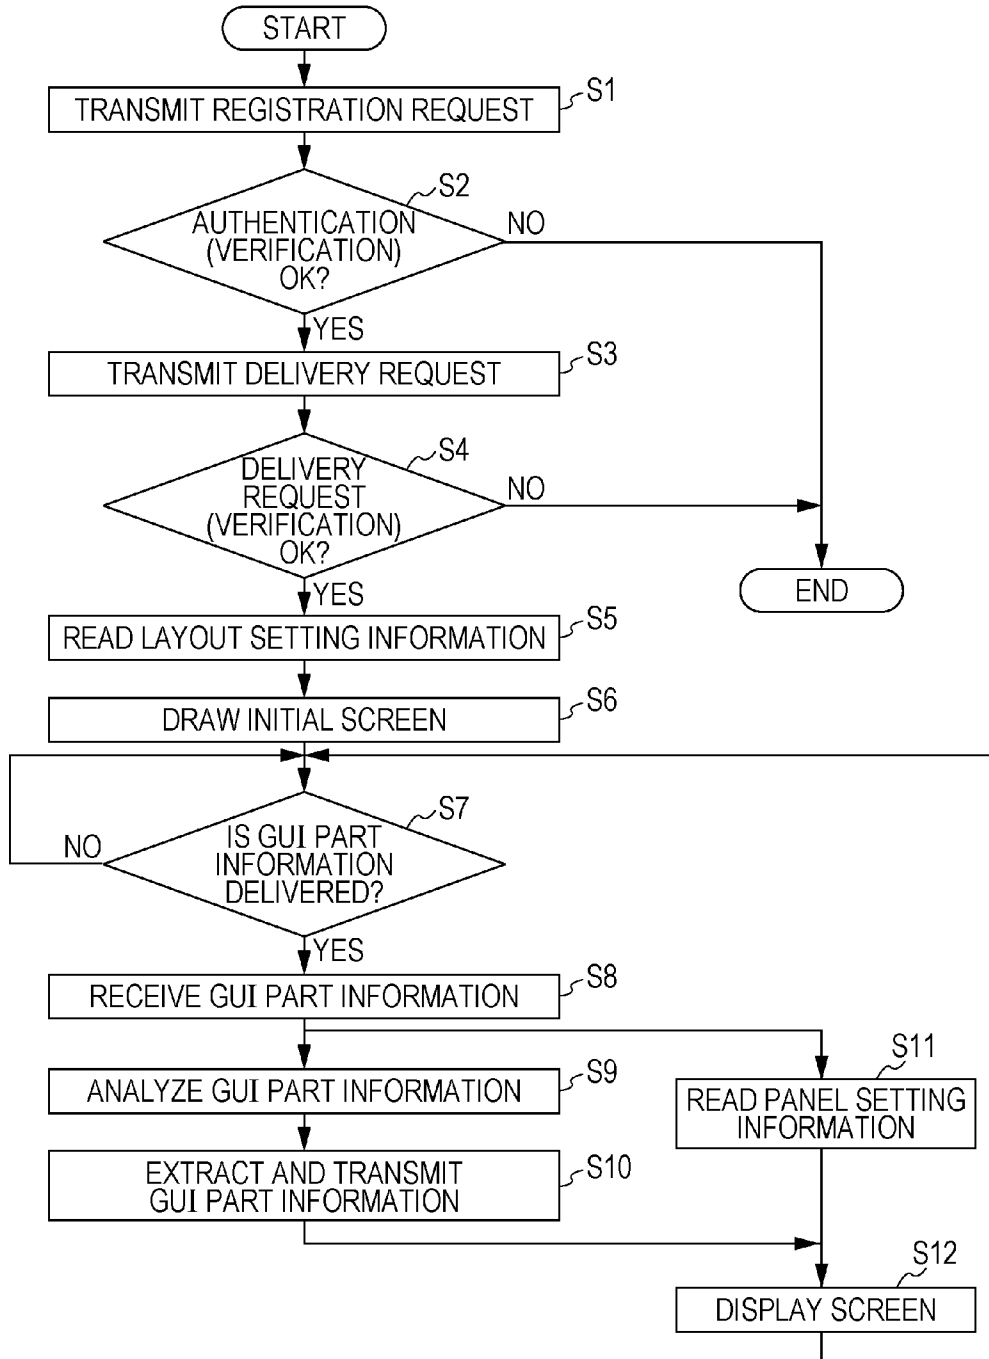 START
TRANSMIT REGISTRATION REQUEST
S1
S2
AUTHENTICATION
(VERIFICATION)
OK?
NO
YES
TRANSMIT DELIVERY REQUEST
S3
S4
DELIVERY
REQUEST
(VERIFICATION)
OK?
NO
YES
END
READ LAYOUT SETTING INFORMATION
S5
DRAW INITIAL SCREEN
S6
S7
IS GUI PART
INFORMATION
DELIVERED?
NO
YES
RECEIVE GUI PART INFORMATION
S8
ANALYZE GUI PART INFORMATION
S9
S11
READ PANEL SETTING
INFORMATION
EXTRACT AND TRANSMIT
GUI PART INFORMATION
S10
S12
DISPLAY SCREEN